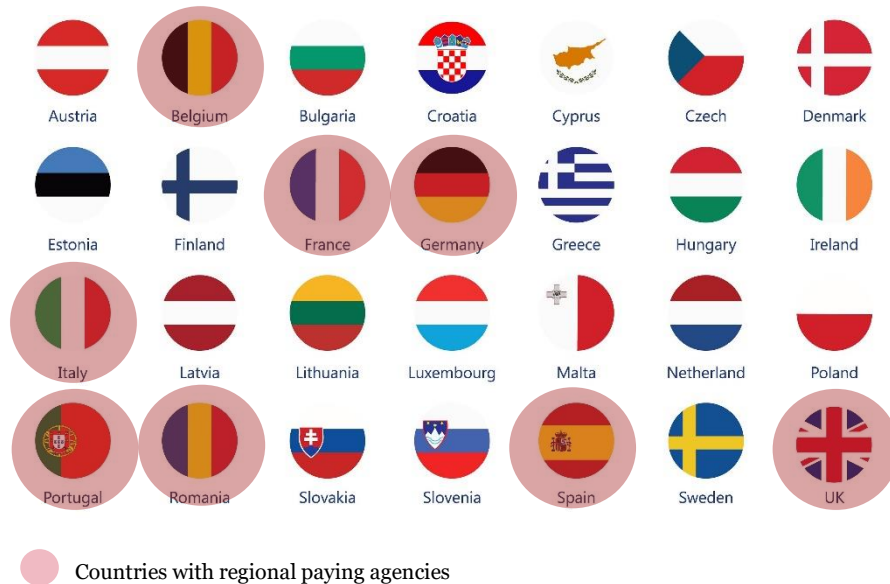 Austria Belgium Bulgaria Croatia Cyprus Czech Denmark
Estonia Finland France Germany Greece Hungary Ireland
Italy Latvia Lithuania Luxembourg Malta Netherland Poland
Portugal Romania Slovakia Slovenia Spain Sweden UK
Countries with regional paying agencies